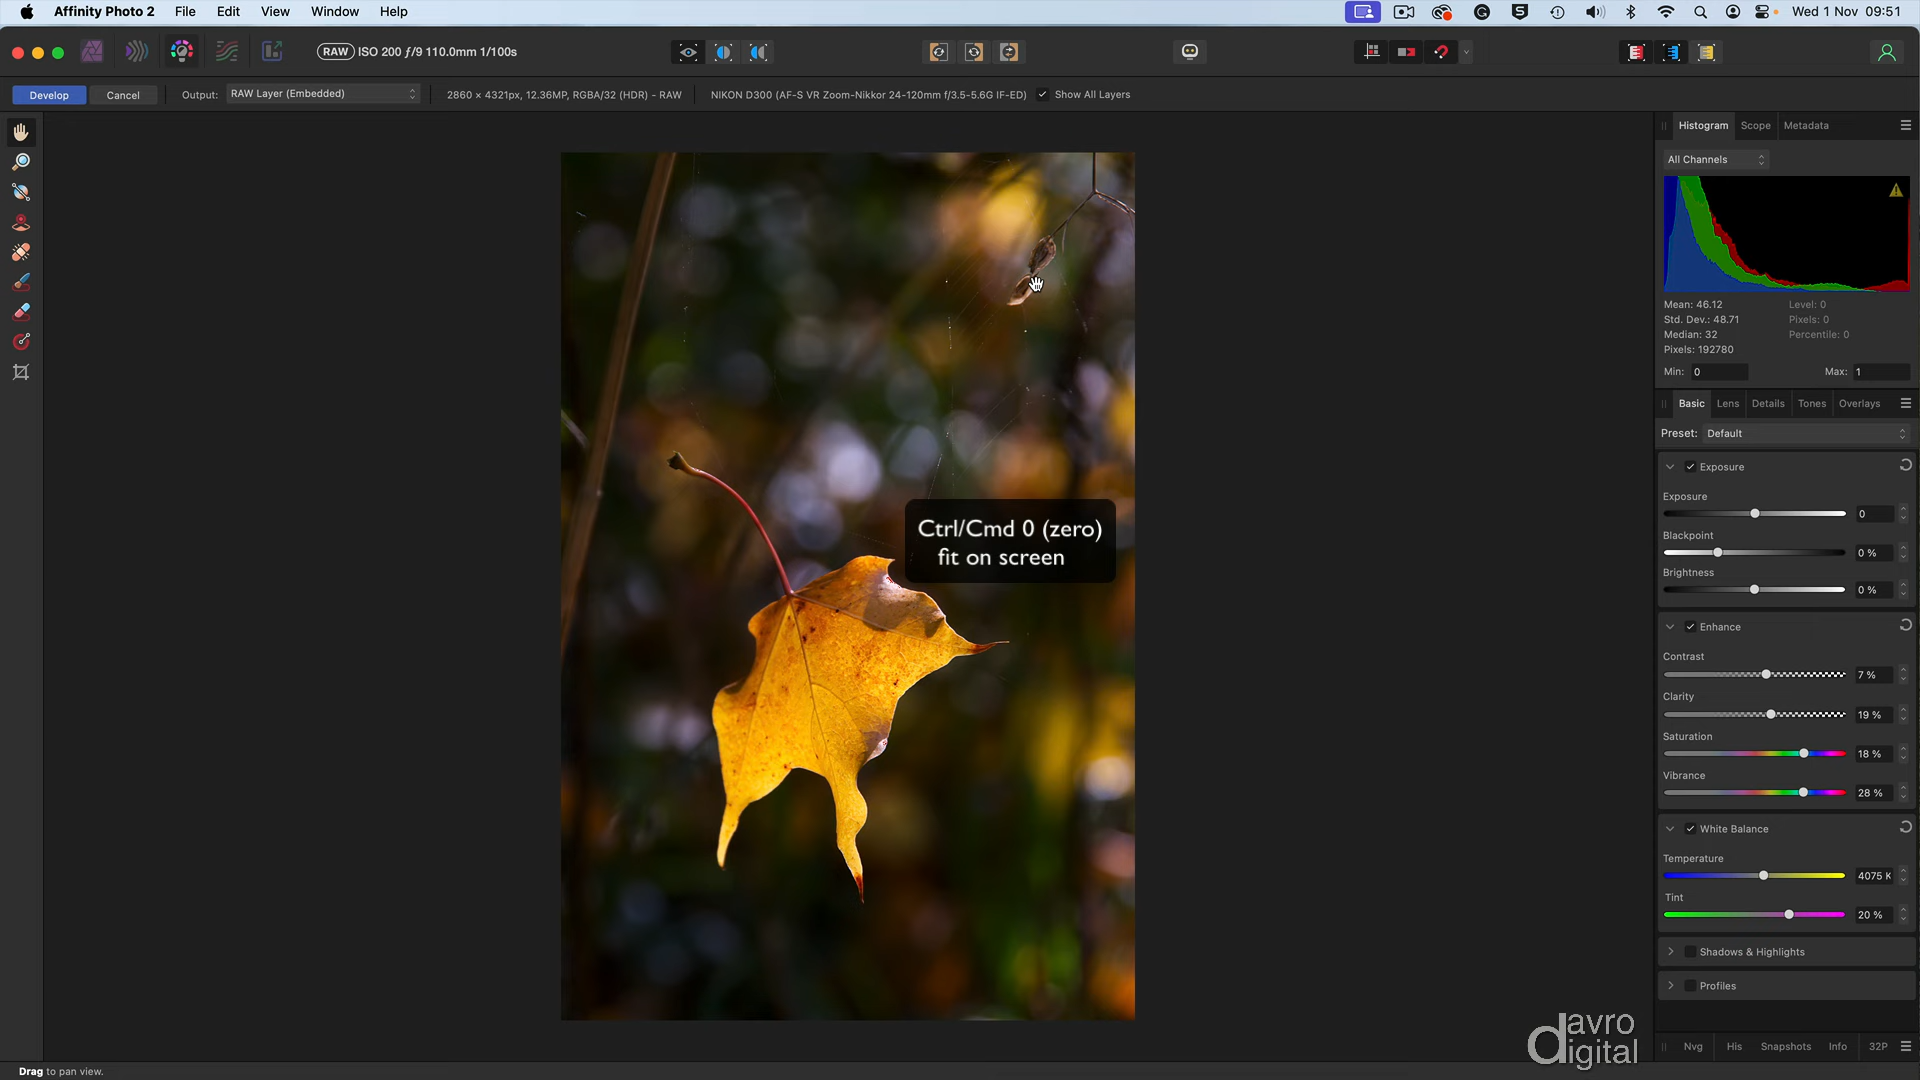 Affinity Photo 2 File Edit View Window Help
Wed 1 Nov 09:51
RAW ISO 200 ƒ/9 110.0mm 1/100s
Develop Cancel Output: RAW Layer (Embedded) 2860 × 4321px, 12.36MP, RGBA/32 (HDR) - RAW NIKON D300 (AF-S VR Zoom-Nikkor 24-120mm f/3.5-5.6G IF-ED) Show All Layers
Histogram Scope Metadata
All Channels
Mean: 46.12 Level: 0
Std. Dev.: 48.71 Pixels: 0
Median: 32 Percentile: 0
Pixels: 192780
Min: 0 Max: 1
Basic Lens Details Tones Overlays
Preset: Default
Exposure
Exposure
0
Blackpoint
0 %
Brightness
0 %
Enhance
Contrast
7 %
Clarity
19 %
Saturation
18 %
Vibrance
28 %
White Balance
Temperature
4075 K
Tint
20 %
Shadows & Highlights
Profiles
Ctrl/Cmd 0 (zero)
fit on screen
davro
digital
Nvg His Snapshots Info 32P
Drag to pan view.